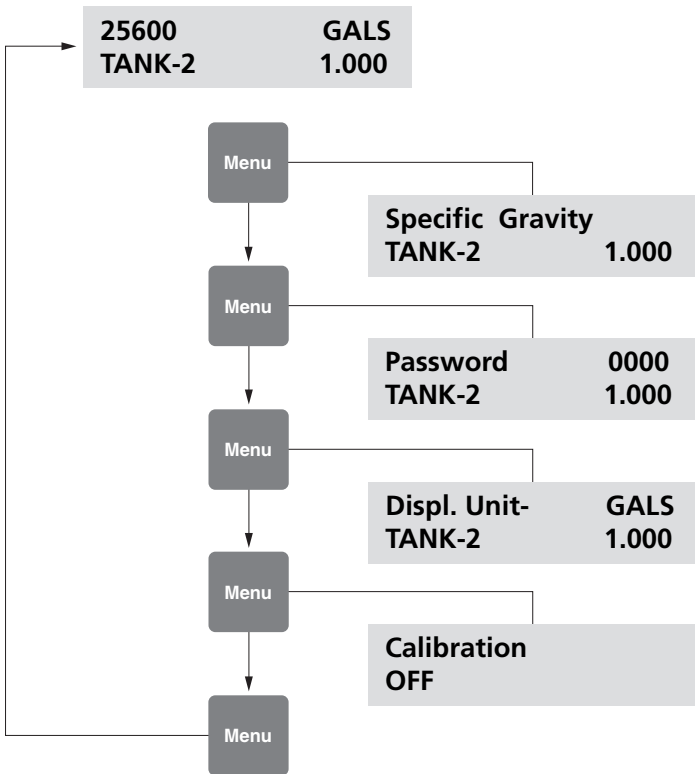 25600 GALS
TANK-2 1.000
Menu
Specific Gravity
TANK-2 1.000
Menu
Password 0000
TANK-2 1.000
Menu
Displ. Unit- GALS
TANK-2 1.000
Menu
Calibration
OFF
Menu